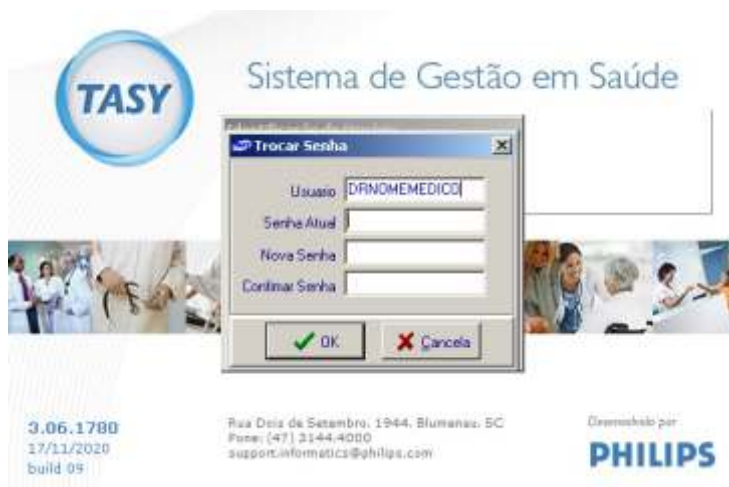 TASY
Sistema de Gestão em Saúde
Trocar Senha
Usuario DRNOMEMEDICO
Senha Atual
Nova Senha
Confirmar Senha
OK
Cancela
3.06.1780
17/11/2020
build 09
Rua Dois de Setembro, 1944, Blumenau, SC
Fone: (47) 3144.4000
support.informatics@philips.com
Desenvolvido por
PHILIPS